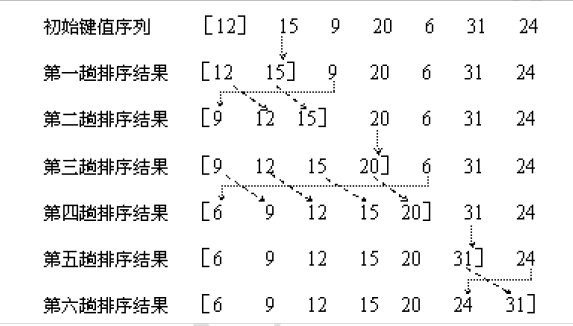 初始键值序列 [12] 15 9 20 6 31 24
第一趟排序结果 [12 15] 9 20 6 31 24
第二趟排序结果 [9 12 15] 20 6 31 24
第三趟排序结果 [9 12 15 20] 6 31 24
第四趟排序结果 [6 9 12 15 20] 31 24
第五趟排序结果 [6 9 12 15 20 31] 24
第六趟排序结果 [6 9 12 15 20 24 31]